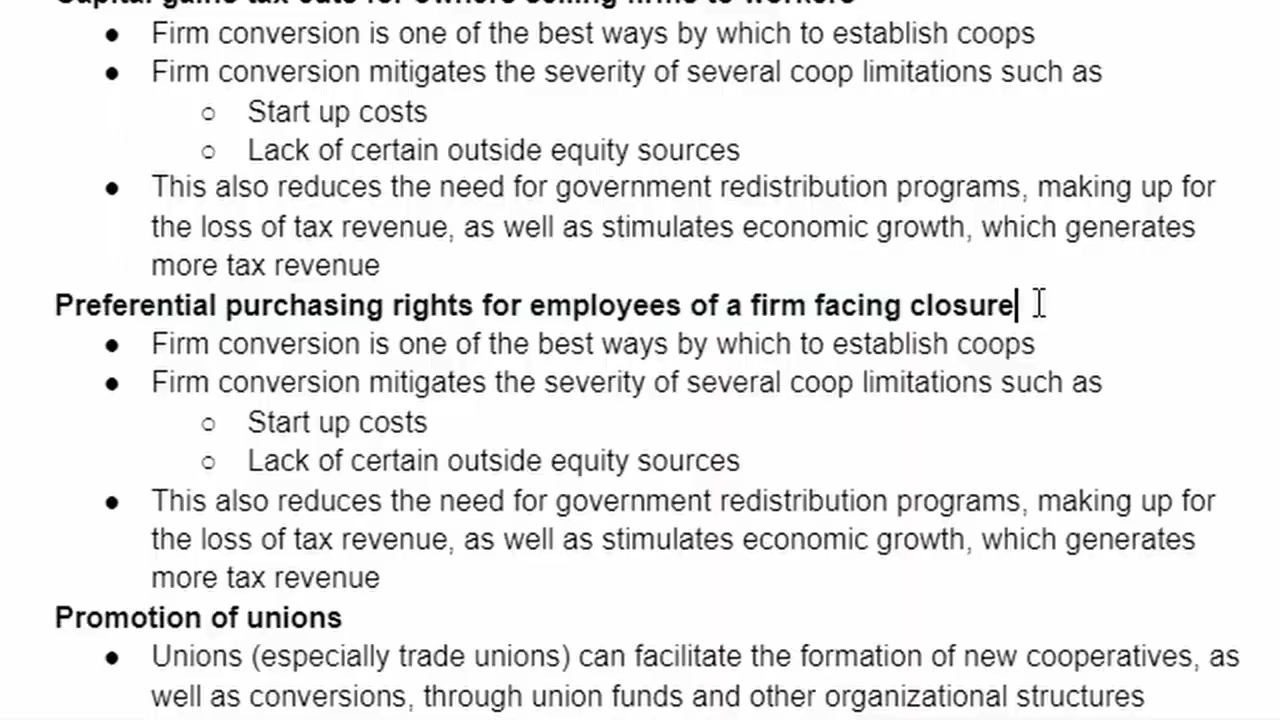 Capital gains tax cuts for owners selling firms to workers
● Firm conversion is one of the best ways by which to establish coops
● Firm conversion mitigates the severity of several coop limitations such as
○ Start up costs
○ Lack of certain outside equity sources
● This also reduces the need for government redistribution programs, making up for
the loss of tax revenue, as well as stimulates economic growth, which generates
more tax revenue
Preferential purchasing rights for employees of a firm facing closure
● Firm conversion is one of the best ways by which to establish coops
● Firm conversion mitigates the severity of several coop limitations such as
○ Start up costs
○ Lack of certain outside equity sources
● This also reduces the need for government redistribution programs, making up for
the loss of tax revenue, as well as stimulates economic growth, which generates
more tax revenue
Promotion of unions
● Unions (especially trade unions) can facilitate the formation of new cooperatives, as
well as conversions, through union funds and other organizational structures